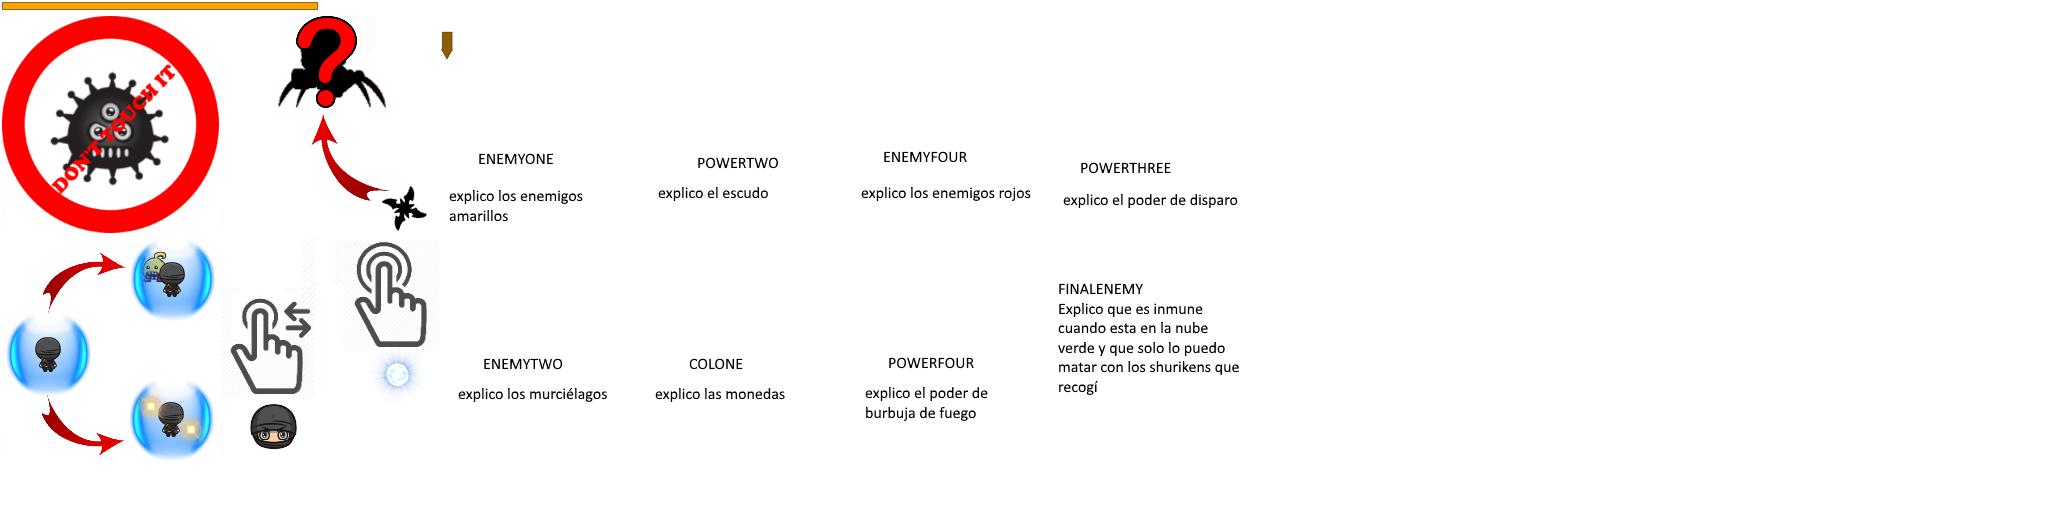 DON'T TOUCH IT
?
ENEMYONE
explico los enemigos
amarillos
POWERTWO
explico el escudo
ENEMYFOUR
explico los enemigos rojos
POWERTHREE
explico el poder de disparo
ENEMYTWO
explico los murciélagos
COLONE
explico las monedas
POWERFOUR
explico el poder de
burbuja de fuego
FINALENEMY
Explico que es inmune
cuando esta en la nube
verde y que solo lo puedo
matar con los shurikens que
recogí